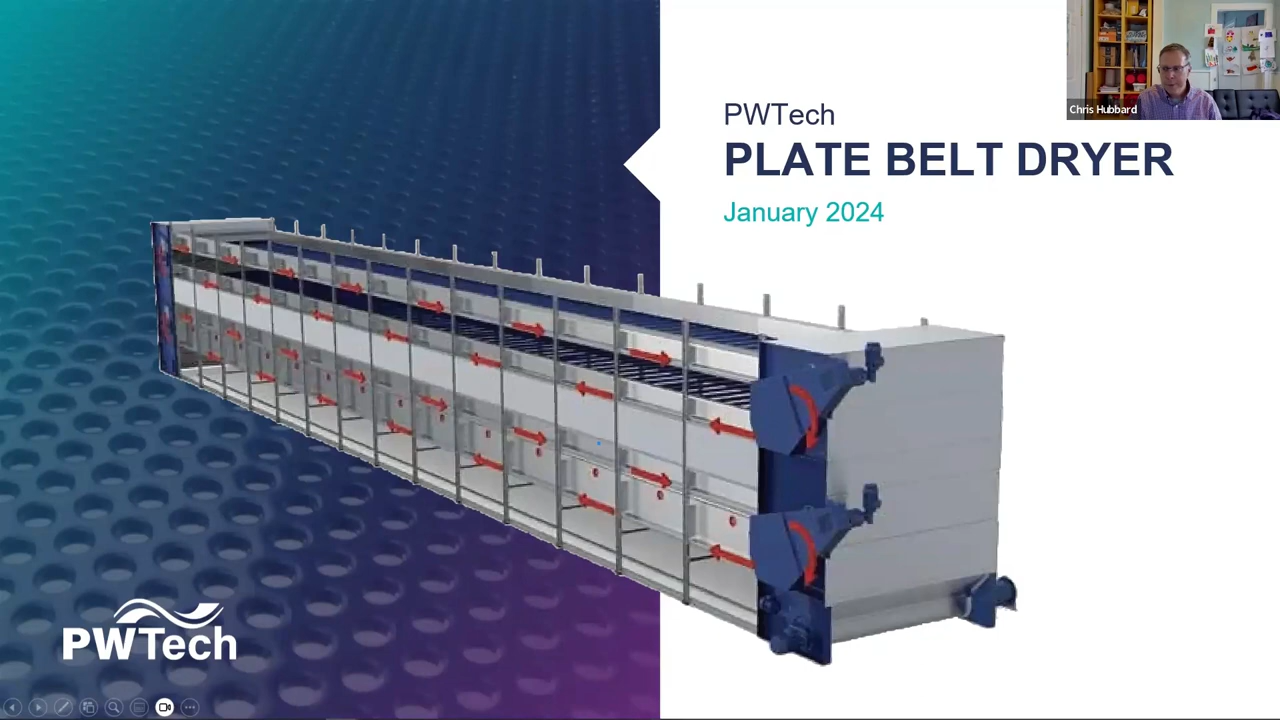 Chris Hubbard
PWTech
PLATE BELT DRYER
January 2024
PWTech